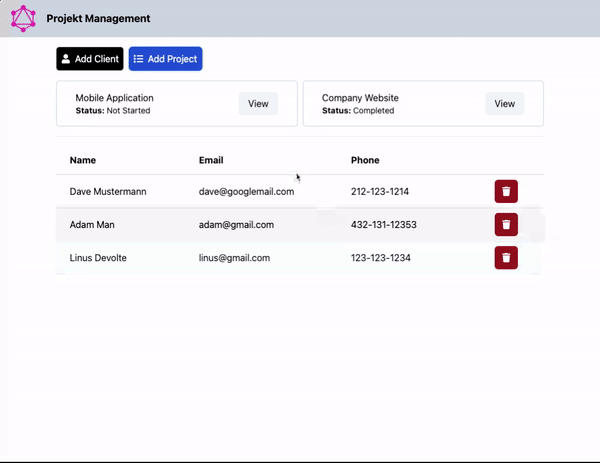 Projekt Management
Add Client Add Project
Mobile Application
Status: Not Started
View
Company Website
Status: Completed
View
Name Email Phone
Dave Mustermann dave@googlemail.com 212-123-1214
Adam Man adam@gmail.com 432-131-12353
Linus Devolte linus@gmail.com 123-123-1234